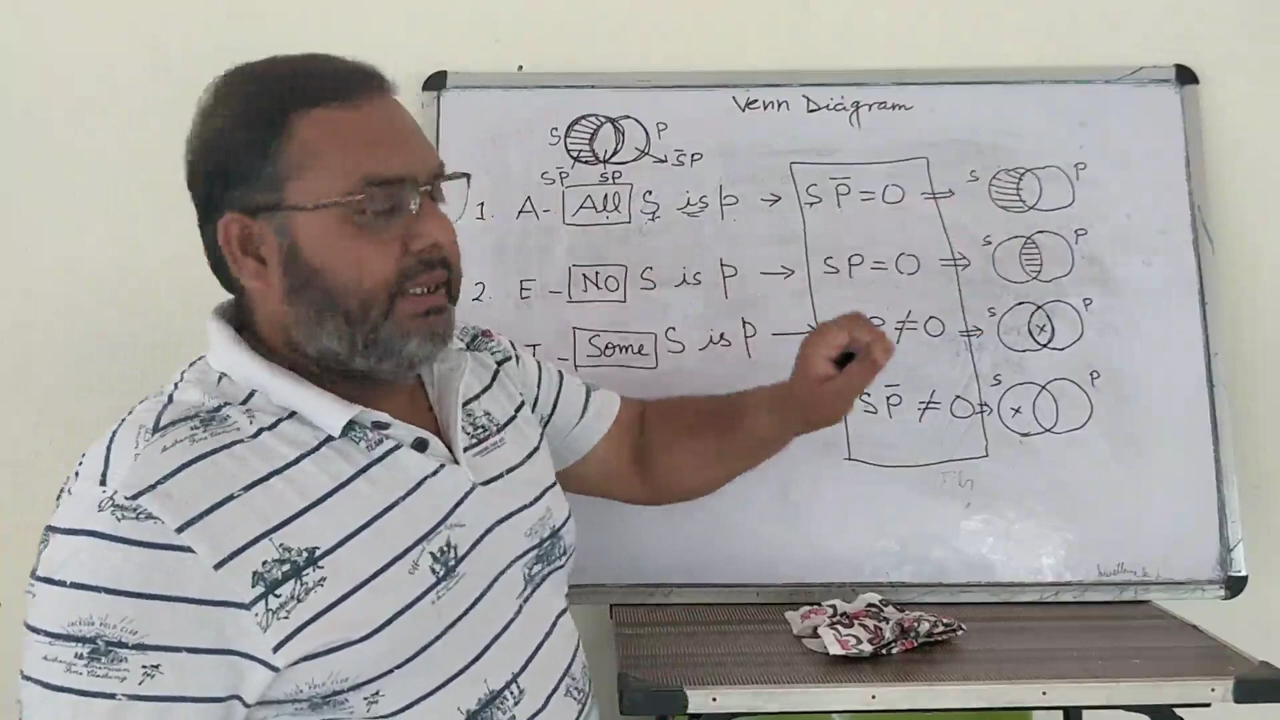 Venn Diagram
S P
SP̅ SP S̅P
1. A- All S is P → SP̅=0 ⇒ S P
2. E- No S is P → SP=0 ⇒ S P
I- Some S is P → P≠0 ⇒ S x P
SP̅ ≠0 ⇒ S x P